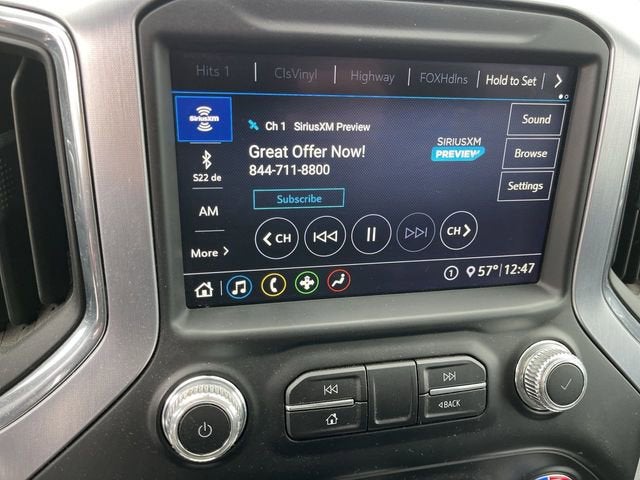 Hits 1 ClsVinyl Highway FOXHdlns Hold to Set
SiriusXM
Ch 1 SiriusXM Preview
Great Offer Now!
844-711-8800
SIRIUSXM
PREVIEW
Subscribe
Sound
Browse
Settings
S22 de
AM
More
CH
CH
1 57° 12:47
BACK